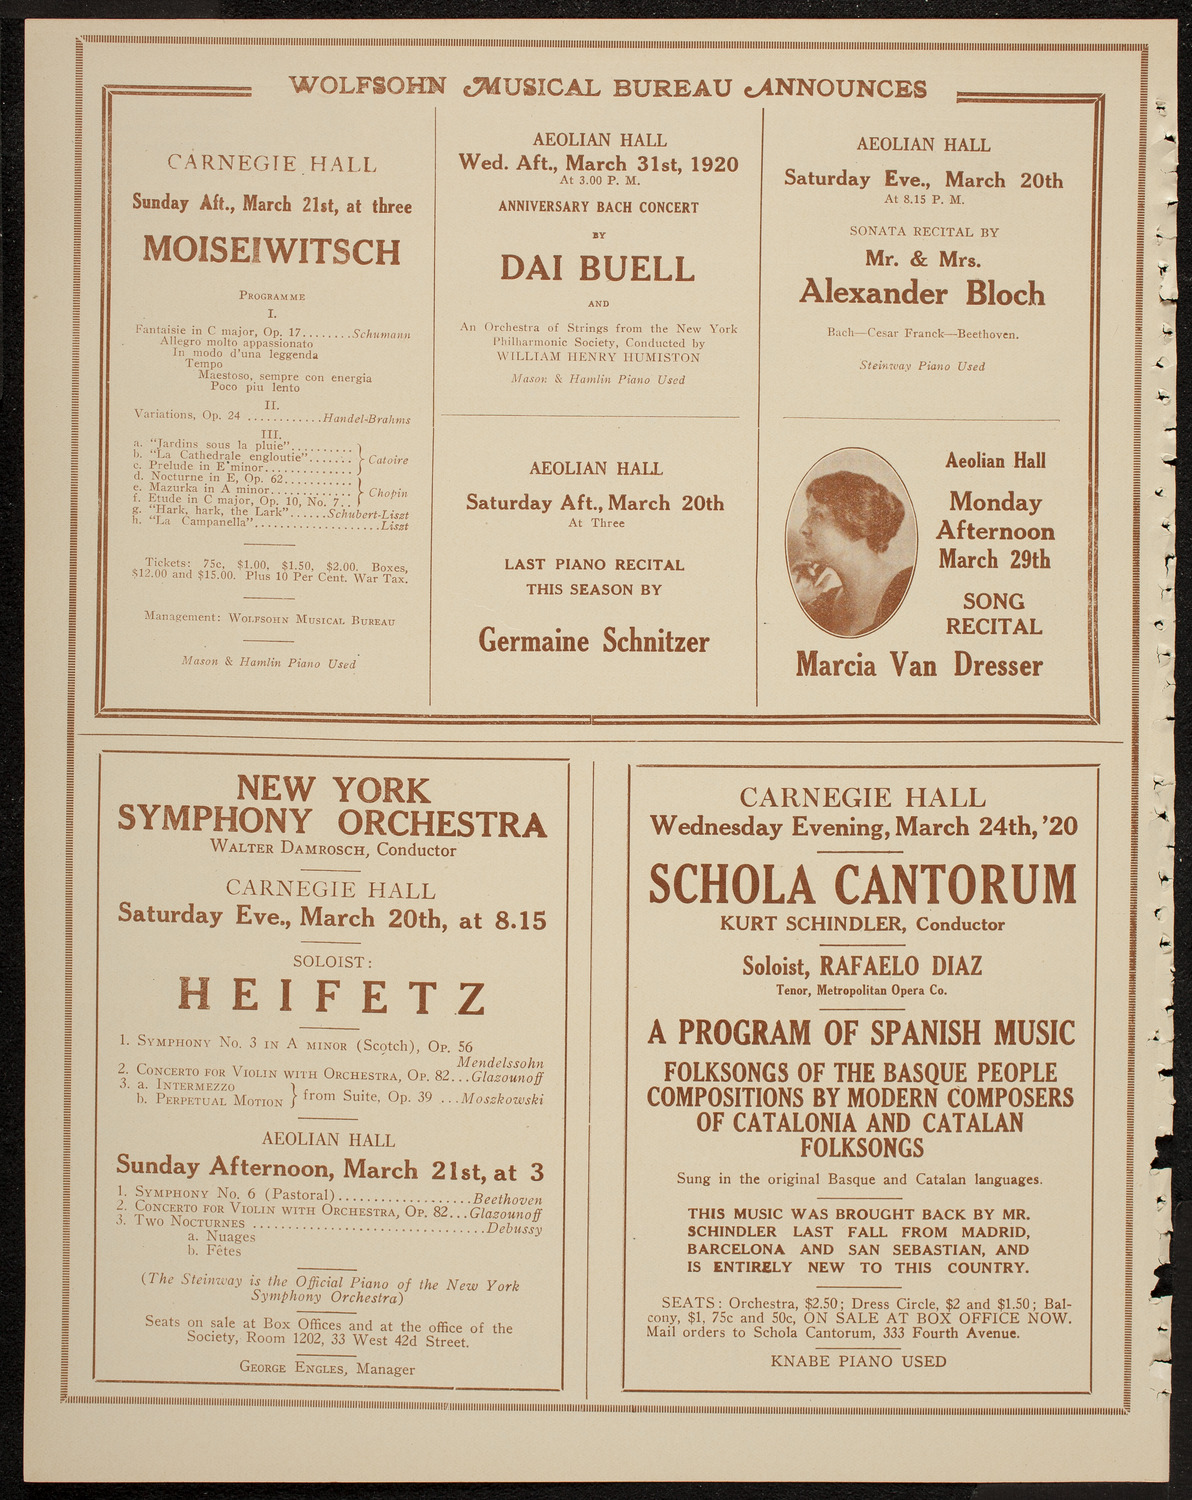 WOLFSOHN MUSICAL BUREAU ANNOUNCES
CARNEGIE HALL
Sunday Aft., March 21st, at three
MOISEIWITSCH
PROGRAMME
I.
Fantaisie in C major, Op. 17........Schumann
Allegro molto appassionato
In modo d'una leggenda
Tempo
Maestoso, sempre con energia
Poco piu lento
II.
Variations, Op. 24 ............Handel-Brahms
III.
a. "Jardins sous la pluie"..........
b. "La Cathedrale engloutie".......
c. Prelude in E minor.............. } Catoire
d. Nocturne in E, Op. 62...........
e. Mazurka in A minor.............
f. Etude in C major, Op. 10, No. 7.. } Chopin
g. "Hark, hark, the Lark"......Schubert-Liszt
h. "La Campanella"....................Liszt
Tickets: 75c, $1.00, $1.50, $2.00. Boxes,
$12.00 and $15.00. Plus 10 Per Cent. War Tax.
Management: WOLFSOHN MUSICAL BUREAU
Mason & Hamlin Piano Used
AEOLIAN HALL
Wed. Aft., March 31st, 1920
At 3.00 P. M.
ANNIVERSARY BACH CONCERT
BY
DAI BUELL
AND
An Orchestra of Strings from the New York
Philharmonic Society, Conducted by
WILLIAM HENRY HUMISTON
Mason & Hamlin Piano Used
AEOLIAN HALL
Saturday Aft., March 20th
At Three
LAST PIANO RECITAL
THIS SEASON BY
Germaine Schnitzer
AEOLIAN HALL
Saturday Eve., March 20th
At 8.15 P. M.
SONATA RECITAL BY
Mr. & Mrs.
Alexander Bloch
Bach—Cesar Franck—Beethoven.
Steinway Piano Used
Aeolian Hall
Monday
Afternoon
March 29th
SONG
RECITAL
Marcia Van Dresser
NEW YORK
SYMPHONY ORCHESTRA
WALTER DAMROSCH, Conductor
CARNEGIE HALL
Saturday Eve., March 20th, at 8.15
SOLOIST:
HEIFETZ
1. SYMPHONY NO. 3 IN A MINOR (Scotch), OP. 56
Mendelssohn
2. CONCERTO FOR VIOLIN WITH ORCHESTRA, OP. 82...Glazounoff
3. a. INTERMEZZO
b. PERPETUAL MOTION } from Suite, Op. 39 ...Moszkowski
AEOLIAN HALL
Sunday Afternoon, March 21st, at 3
1. SYMPHONY NO. 6 (Pastoral)...................Beethoven
2. CONCERTO FOR VIOLIN WITH ORCHESTRA, OP. 82...Glazounoff
3. TWO NOCTURNES .................................Debussy
a. Nuages
b. Fêtes
(The Steinway is the Official Piano of the New York
Symphony Orchestra)
Seats on sale at Box Offices and at the office of the
Society, Room 1202, 33 West 42d Street.
GEORGE ENGLES, Manager
CARNEGIE HALL
Wednesday Evening, March 24th, '20
SCHOLA CANTORUM
KURT SCHINDLER, Conductor
Soloist, RAFAELO DIAZ
Tenor, Metropolitan Opera Co.
A PROGRAM OF SPANISH MUSIC
FOLKSONGS OF THE BASQUE PEOPLE
COMPOSITIONS BY MODERN COMPOSERS
OF CATALONIA AND CATALAN
FOLKSONGS
Sung in the original Basque and Catalan languages.
THIS MUSIC WAS BROUGHT BACK BY MR.
SCHINDLER LAST FALL FROM MADRID,
BARCELONA AND SAN SEBASTIAN, AND
IS ENTIRELY NEW TO THIS COUNTRY.
SEATS: Orchestra, $2.50; Dress Circle, $2 and $1.50; Bal-
cony, $1, 75c and 50c, ON SALE AT BOX OFFICE NOW.
Mail orders to Schola Cantorum, 333 Fourth Avenue.
KNABE PIANO USED